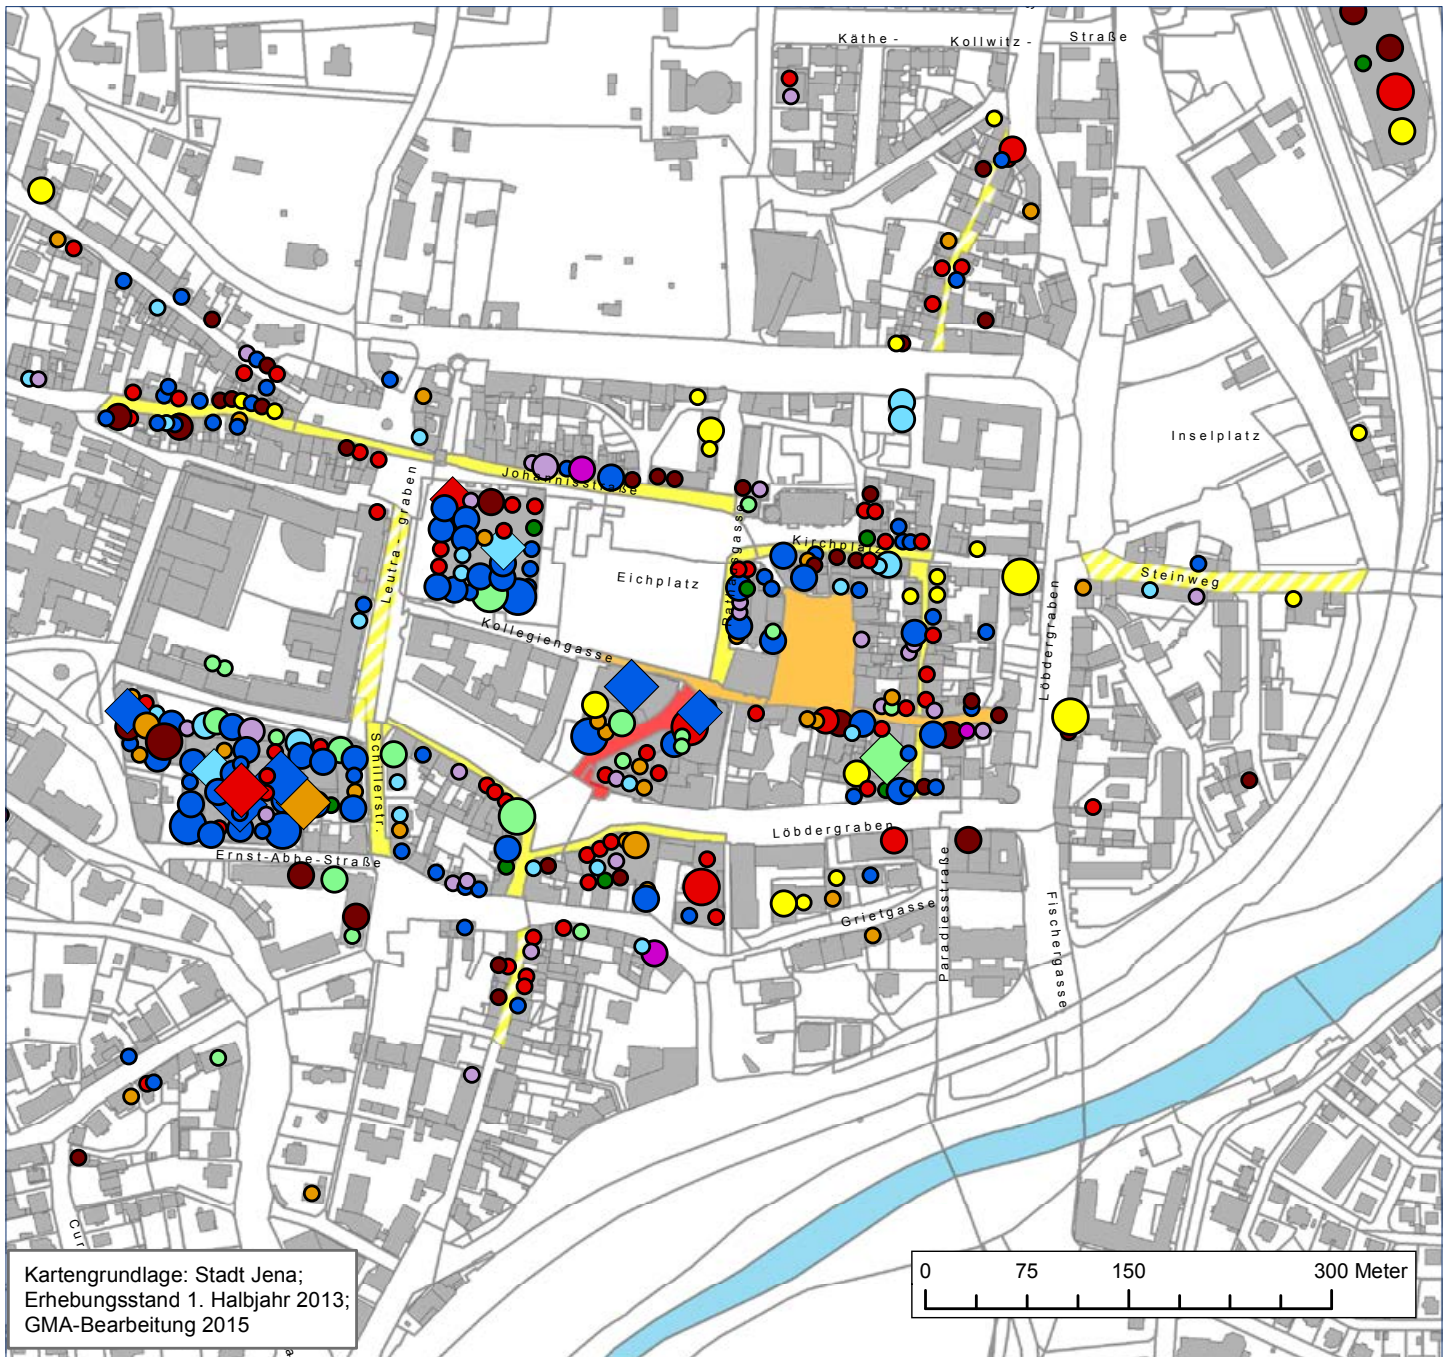 Käthe - Kollwitz - Straße
Inselplatz
Johannisstraße
Leutra - graben
Rathausgasse
Kirchplatz
Steinweg
Eichplatz
Kollegiengasse
Löbdergraben
Schillerstr.
Löbdergraben
Ernst-Abbe-Straße
Grietgasse
Paradiesstraße
Fischergasse
Kartengrundlage: Stadt Jena;
Erhebungsstand 1. Halbjahr 2013;
GMA-Bearbeitung 2015
0 75 150 300 Meter